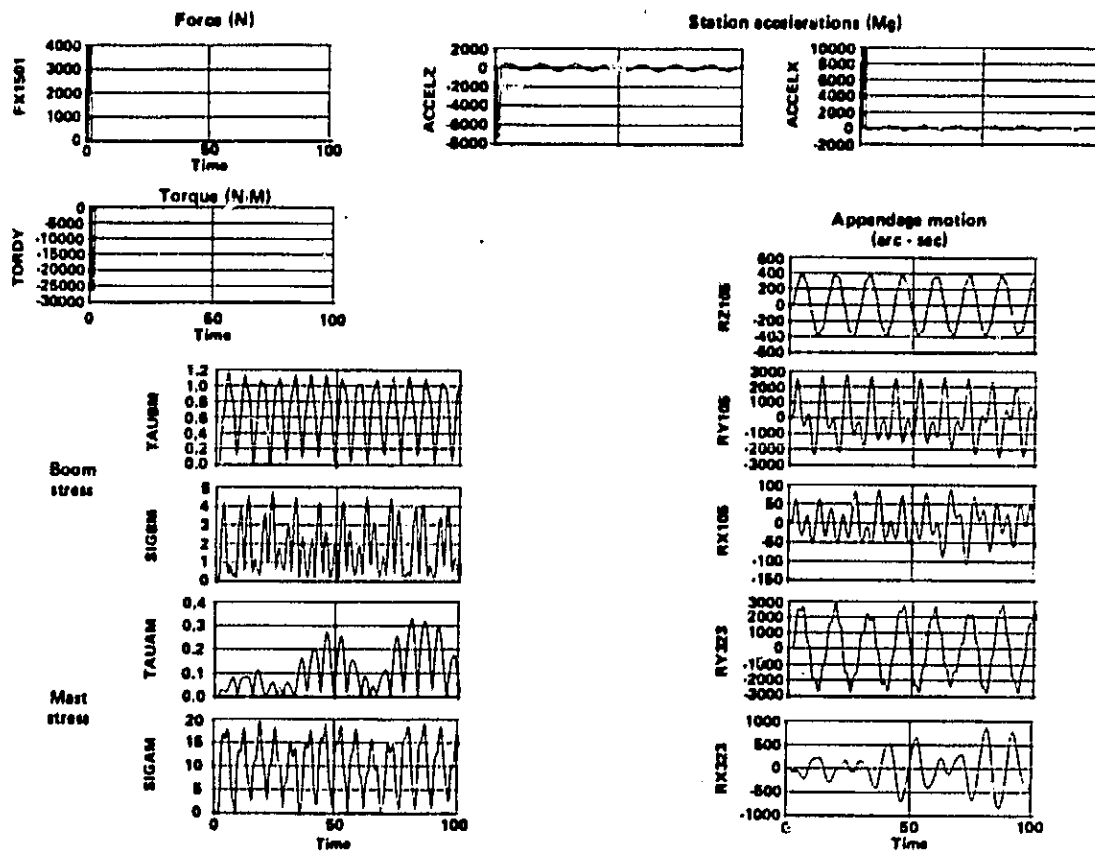 Force (N)
FX1501
4000
3000
2000
1000
0
0 50 100
Time
Station accelerations (Mg)
ACCELZ
2000
0
-2000
-4000
-6000
-8000
ACCELX
10000
8000
6000
4000
2000
0
-2000
Torque (N·M)
TORDY
0
-5000
-10000
-15000
-20000
-25000
-30000
0 50 100
Time
Boom
stress
TAUBM
1.2
1.0
0.8
0.6
0.4
0.2
0.0
SIGBM
5
4
3
2
1
0
Mast
stress
TAUAM
0.4
0.3
0.2
0.1
0.0
SIGAM
20
15
10
5
0
0 50 100
Time
Appendage motion
(arc - sec)
RZ105
600
400
200
0
-200
-400
-600
RY105
3000
2000
1000
0
-1000
-2000
-3000
RX105
100
50
0
-50
-100
-150
RY323
3000
2000
1000
0
-1000
-2000
-3000
RX323
1000
500
0
-500
-1000
0 50 100
Time